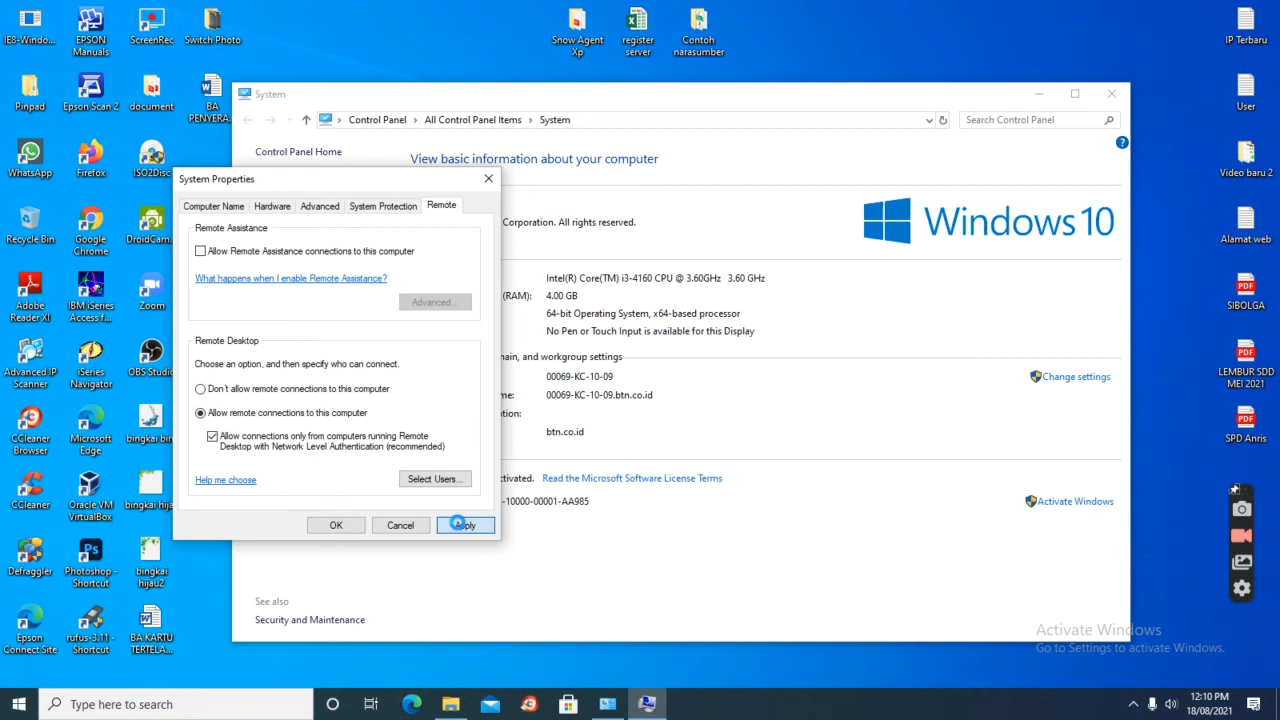 IE8-Windo...
EPSON
Manuals
ScreenRec
Switch Photo
Snow Agent
Xp
register
server
Contoh
narasumber
IP Terbaru
Pinpad
Epson Scan 2
document
BA
PENYERA...
User
WhatsApp
Firefox
ISO2Disc
Video baru 2
Recycle Bin
Google
Chrome
DroidCam...
Alamat web
Adobe
Reader XI
IBM iSeries
Access f...
Zoom
SIBOLGA
Advanced IP
Scanner
iSeries
Navigator
OBS Studio
LEMBUR SDD
MEI 2021
CCleaner
Browser
Microsoft
Edge
bingkai bir
SPD Anris
CCleaner
Oracle VM
VirtualBox
bingkai hija
Defraggler
Photoshop -
Shortcut
bingkai
hijau2
Epson
Connect Site
rufus-3.11 -
Shortcut
BA KARTU
TERTELA...
System
Control Panel > All Control Panel Items > System
Search Control Panel
Control Panel Home
View basic information about your computer
Corporation. All rights reserved.
Windows 10
Intel(R) Core(TM) i3-4160 CPU @ 3.60GHz 3.60 GHz
(RAM):
4.00 GB
64-bit Operating System, x64-based processor
No Pen or Touch Input is available for this Display
nain, and workgroup settings
00069-KC-10-09
Change settings
me:
00069-KC-10-09.btn.co.id
otion:
btn.co.id
tivated. Read the Microsoft Software License Terms
-10000-00001-AA985
Activate Windows
See also
Security and Maintenance
System Properties
Computer Name
Hardware
Advanced
System Protection
Remote
Remote Assistance
Allow Remote Assistance connections to this computer
What happens when I enable Remote Assistance?
Advanced...
Remote Desktop
Choose an option, and then specify who can connect.
Don't allow remote connections to this computer
Allow remote connections to this computer
Allow connections only from computers running Remote
Desktop with Network Level Authentication (recommended)
Help me choose
Select Users...
OK
Cancel
Apply
Activate Windows
Go to Settings to activate Windows.
Type here to search
12:10 PM
18/08/2021